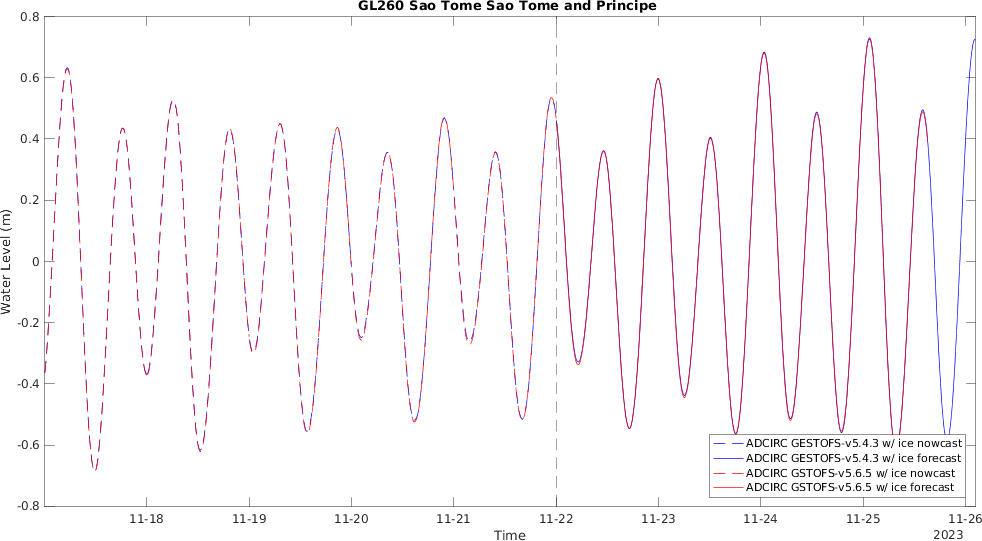 GL260 Sao Tome Sao Tome and Principe
Water Level (m)
0.8
0.6
0.4
0.2
0
-0.2
-0.4
-0.6
-0.8
ADCIRC GESTOFS-v5.4.3 w/ ice nowcast
ADCIRC GESTOFS-v5.4.3 w/ ice forecast
ADCIRC GSTOFS-v5.6.5 w/ ice nowcast
ADCIRC GSTOFS-v5.6.5 w/ ice forecast
11-18 11-19 11-20 11-21 11-22 11-23 11-24 11-25 11-26
Time
2023